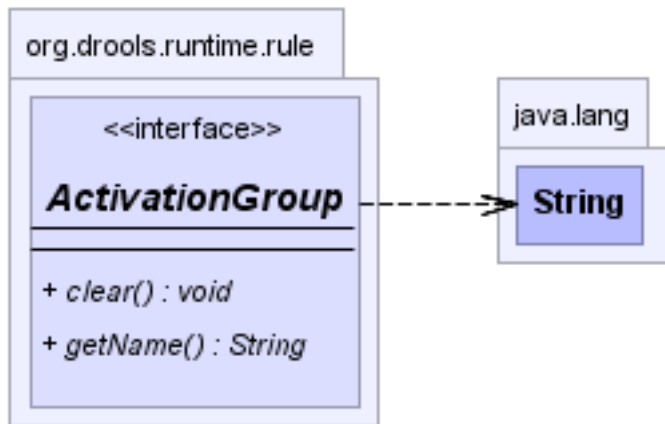 org.drools.runtime.rule
<<interface>>
ActivationGroup
+ clear() : void
+ getName() : String
java.lang
String